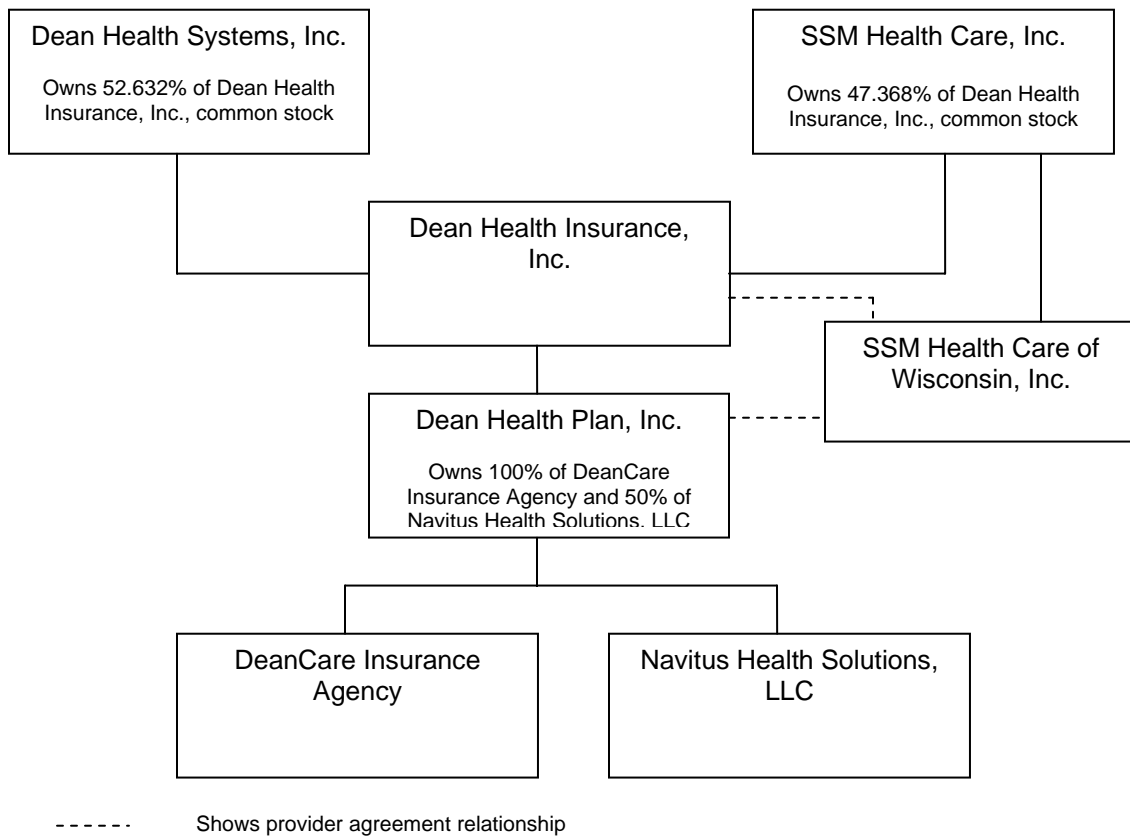 Dean Health Systems, Inc.
Owns 52.632% of Dean Health
Insurance, Inc., common stock
SSM Health Care, Inc.
Owns 47.368% of Dean Health
Insurance, Inc., common stock
Dean Health Insurance,
Inc.
SSM Health Care of
Wisconsin, Inc.
Dean Health Plan, Inc.
Owns 100% of DeanCare
Insurance Agency and 50% of
Navitus Health Solutions, LLC
DeanCare Insurance
Agency
Navitus Health Solutions,
LLC
Shows provider agreement relationship